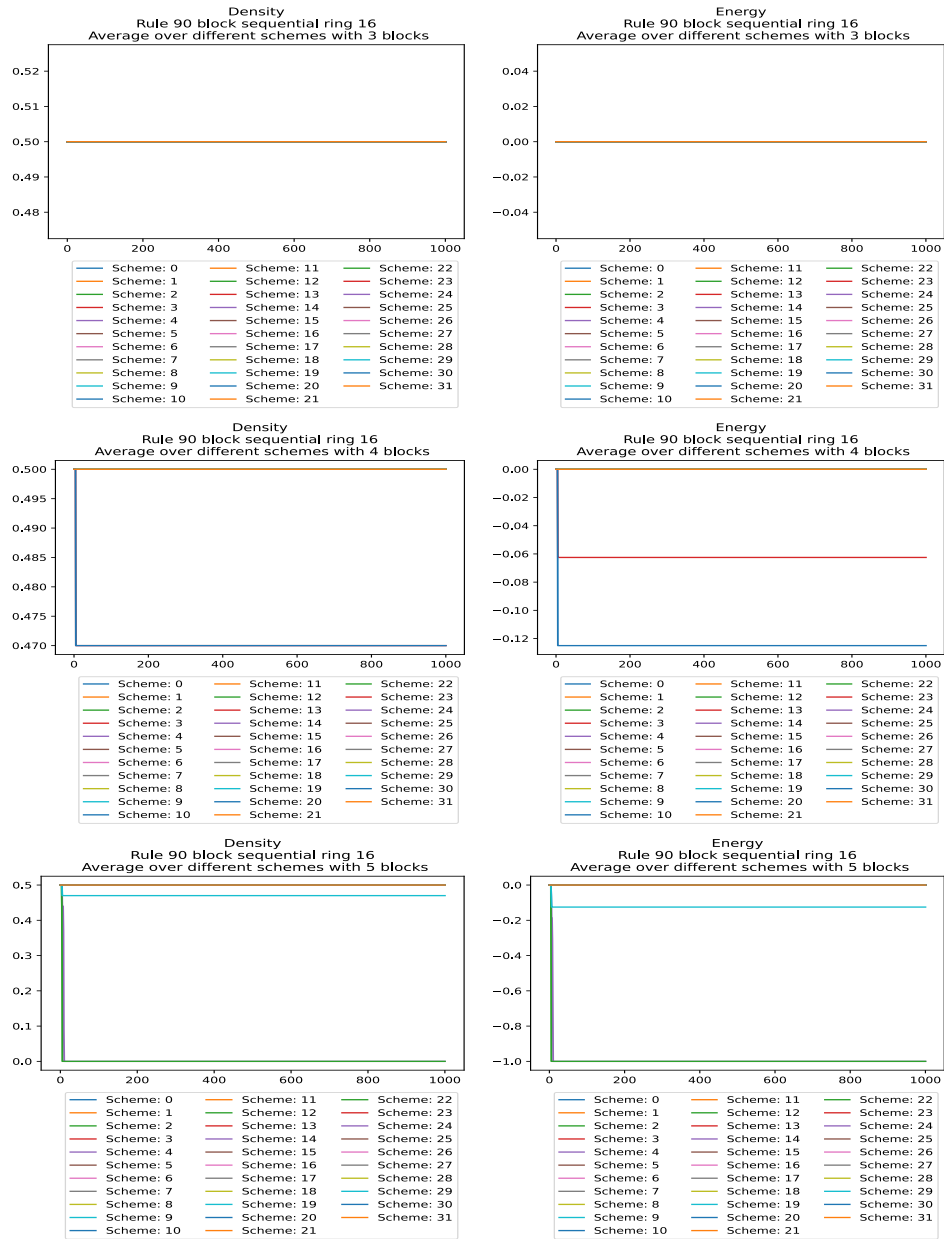 Density
Rule 90 block sequential ring 16
Average over different schemes with 3 blocks
0.52
0.51
0.50
0.49
0.48
0 200 400 600 800 1000
Scheme: 0 Scheme: 11 Scheme: 22
Scheme: 1 Scheme: 12 Scheme: 23
Scheme: 2 Scheme: 13 Scheme: 24
Scheme: 3 Scheme: 14 Scheme: 25
Scheme: 4 Scheme: 15 Scheme: 26
Scheme: 5 Scheme: 16 Scheme: 27
Scheme: 6 Scheme: 17 Scheme: 28
Scheme: 7 Scheme: 18 Scheme: 29
Scheme: 8 Scheme: 19 Scheme: 30
Scheme: 9 Scheme: 20 Scheme: 31
Scheme: 10 Scheme: 21
Energy
Rule 90 block sequential ring 16
Average over different schemes with 3 blocks
0.04
0.02
0.00
−0.02
−0.04
0 200 400 600 800 1000
Scheme: 0 Scheme: 11 Scheme: 22
Scheme: 1 Scheme: 12 Scheme: 23
Scheme: 2 Scheme: 13 Scheme: 24
Scheme: 3 Scheme: 14 Scheme: 25
Scheme: 4 Scheme: 15 Scheme: 26
Scheme: 5 Scheme: 16 Scheme: 27
Scheme: 6 Scheme: 17 Scheme: 28
Scheme: 7 Scheme: 18 Scheme: 29
Scheme: 8 Scheme: 19 Scheme: 30
Scheme: 9 Scheme: 20 Scheme: 31
Scheme: 10 Scheme: 21
Density
Rule 90 block sequential ring 16
Average over different schemes with 4 blocks
0.500
0.495
0.490
0.485
0.480
0.475
0.470
0 200 400 600 800 1000
Scheme: 0 Scheme: 11 Scheme: 22
Scheme: 1 Scheme: 12 Scheme: 23
Scheme: 2 Scheme: 13 Scheme: 24
Scheme: 3 Scheme: 14 Scheme: 25
Scheme: 4 Scheme: 15 Scheme: 26
Scheme: 5 Scheme: 16 Scheme: 27
Scheme: 6 Scheme: 17 Scheme: 28
Scheme: 7 Scheme: 18 Scheme: 29
Scheme: 8 Scheme: 19 Scheme: 30
Scheme: 9 Scheme: 20 Scheme: 31
Scheme: 10 Scheme: 21
Energy
Rule 90 block sequential ring 16
Average over different schemes with 4 blocks
0.00
−0.02
−0.04
−0.06
−0.08
−0.10
−0.12
0 200 400 600 800 1000
Scheme: 0 Scheme: 11 Scheme: 22
Scheme: 1 Scheme: 12 Scheme: 23
Scheme: 2 Scheme: 13 Scheme: 24
Scheme: 3 Scheme: 14 Scheme: 25
Scheme: 4 Scheme: 15 Scheme: 26
Scheme: 5 Scheme: 16 Scheme: 27
Scheme: 6 Scheme: 17 Scheme: 28
Scheme: 7 Scheme: 18 Scheme: 29
Scheme: 8 Scheme: 19 Scheme: 30
Scheme: 9 Scheme: 20 Scheme: 31
Scheme: 10 Scheme: 21
Density
Rule 90 block sequential ring 16
Average over different schemes with 5 blocks
0.5
0.4
0.3
0.2
0.1
0.0
0 200 400 600 800 1000
Scheme: 0 Scheme: 11 Scheme: 22
Scheme: 1 Scheme: 12 Scheme: 23
Scheme: 2 Scheme: 13 Scheme: 24
Scheme: 3 Scheme: 14 Scheme: 25
Scheme: 4 Scheme: 15 Scheme: 26
Scheme: 5 Scheme: 16 Scheme: 27
Scheme: 6 Scheme: 17 Scheme: 28
Scheme: 7 Scheme: 18 Scheme: 29
Scheme: 8 Scheme: 19 Scheme: 30
Scheme: 9 Scheme: 20 Scheme: 31
Scheme: 10 Scheme: 21
Energy
Rule 90 block sequential ring 16
Average over different schemes with 5 blocks
0.0
−0.2
−0.4
−0.6
−0.8
−1.0
0 200 400 600 800 1000
Scheme: 0 Scheme: 11 Scheme: 22
Scheme: 1 Scheme: 12 Scheme: 23
Scheme: 2 Scheme: 13 Scheme: 24
Scheme: 3 Scheme: 14 Scheme: 25
Scheme: 4 Scheme: 15 Scheme: 26
Scheme: 5 Scheme: 16 Scheme: 27
Scheme: 6 Scheme: 17 Scheme: 28
Scheme: 7 Scheme: 18 Scheme: 29
Scheme: 8 Scheme: 19 Scheme: 30
Scheme: 9 Scheme: 20 Scheme: 31
Scheme: 10 Scheme: 21